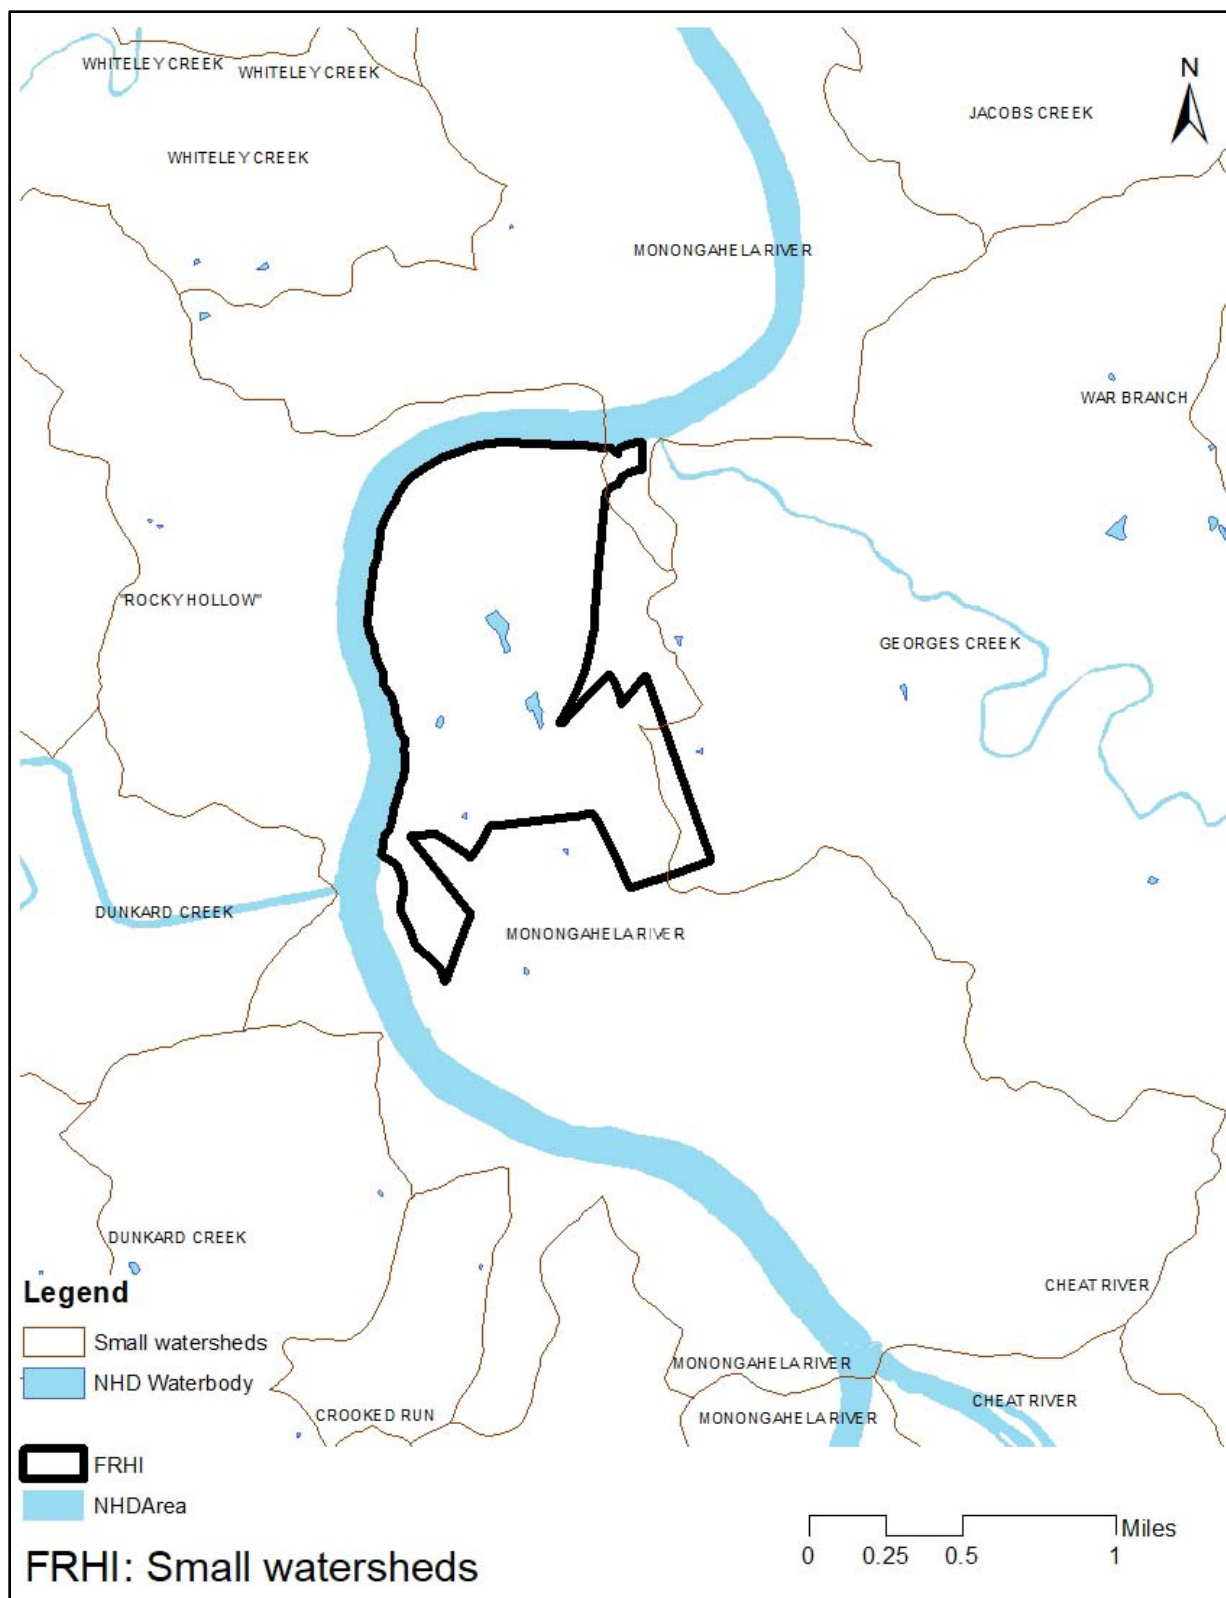 WHITELEY CREEK
WHITELEY CREEK
N
JACOBS CREEK
WHITELEY CREEK
MONONGAHELA RIVER
WAR BRANCH
"ROCKY HOLLOW"
GEORGES CREEK
DUNKARD CREEK
MONONGAHELA RIVER
DUNKARD CREEK
CHEAT RIVER
MONONGAHELA RIVER
CHEAT RIVER
CROOKED RUN
MONONGAHELA RIVER
Legend
Small watersheds
NHD Waterbody
FRHI
NHDArea
Miles
0 0.25 0.5 1
FRHI: Small watersheds